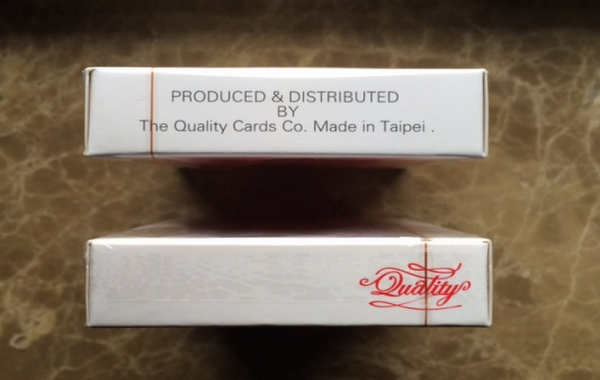 PRODUCED & DISTRIBUTED
BY
The Quality Cards Co. Made in Taipei .
Quality